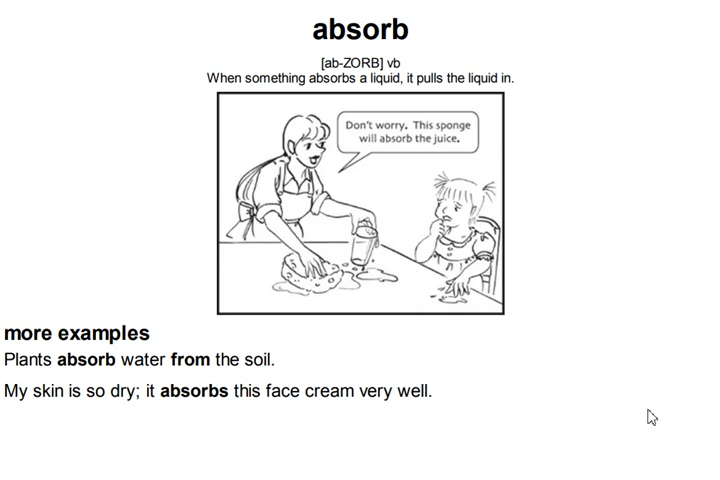 absorb
[ab-ZORB] vb
When something absorbs a liquid, it pulls the liquid in.
Don't worry. This sponge
will absorb the juice.
more examples
Plants absorb water from the soil.
My skin is so dry; it absorbs this face cream very well.